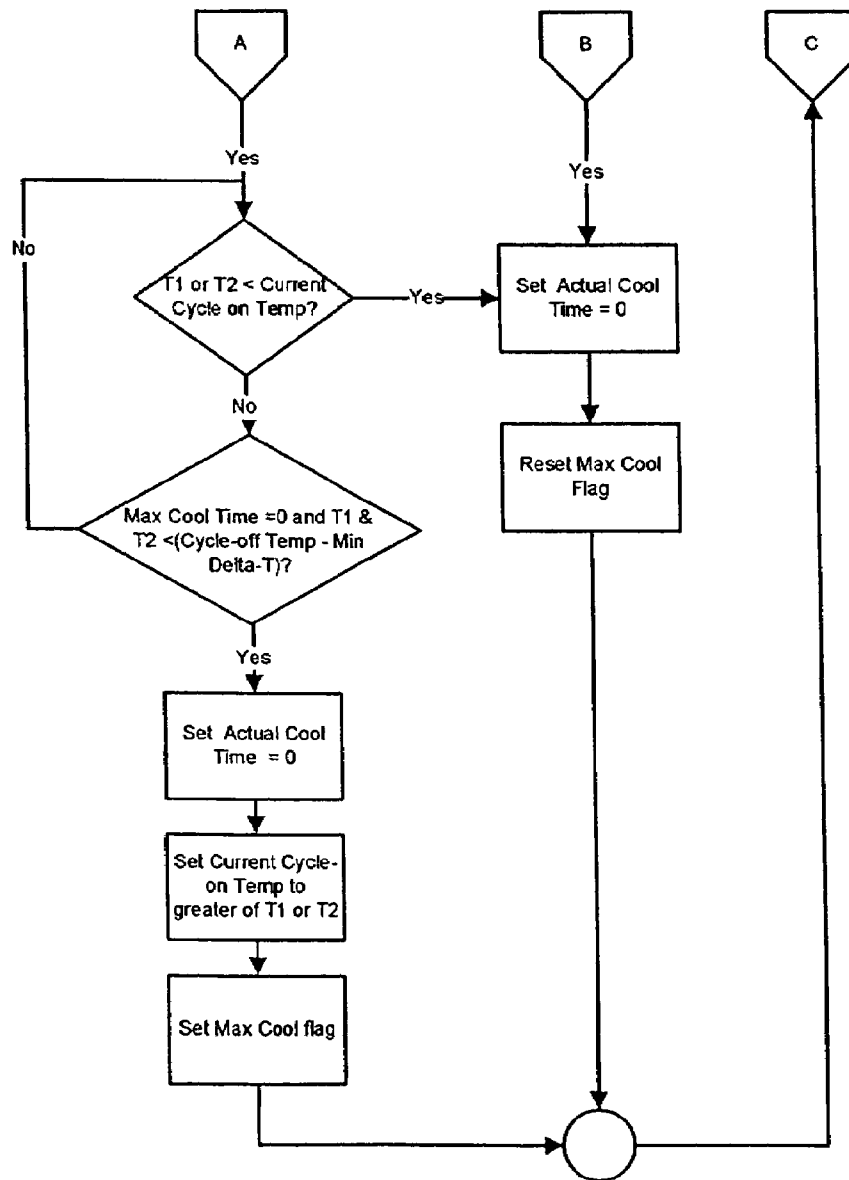 A
B
C
Yes
Yes
No
T1 or T2 < Current
Cycle on Temp?
Yes
Set Actual Cool
Time = 0
No
Reset Max Cool
Flag
Max Cool Time =0 and T1 &
T2 <(Cycle-off Temp - Min
Delta-T)?
Yes
Set Actual Cool
Time = 0
Set Current Cycle-
on Temp to
greater of T1 or T2
Set Max Cool flag